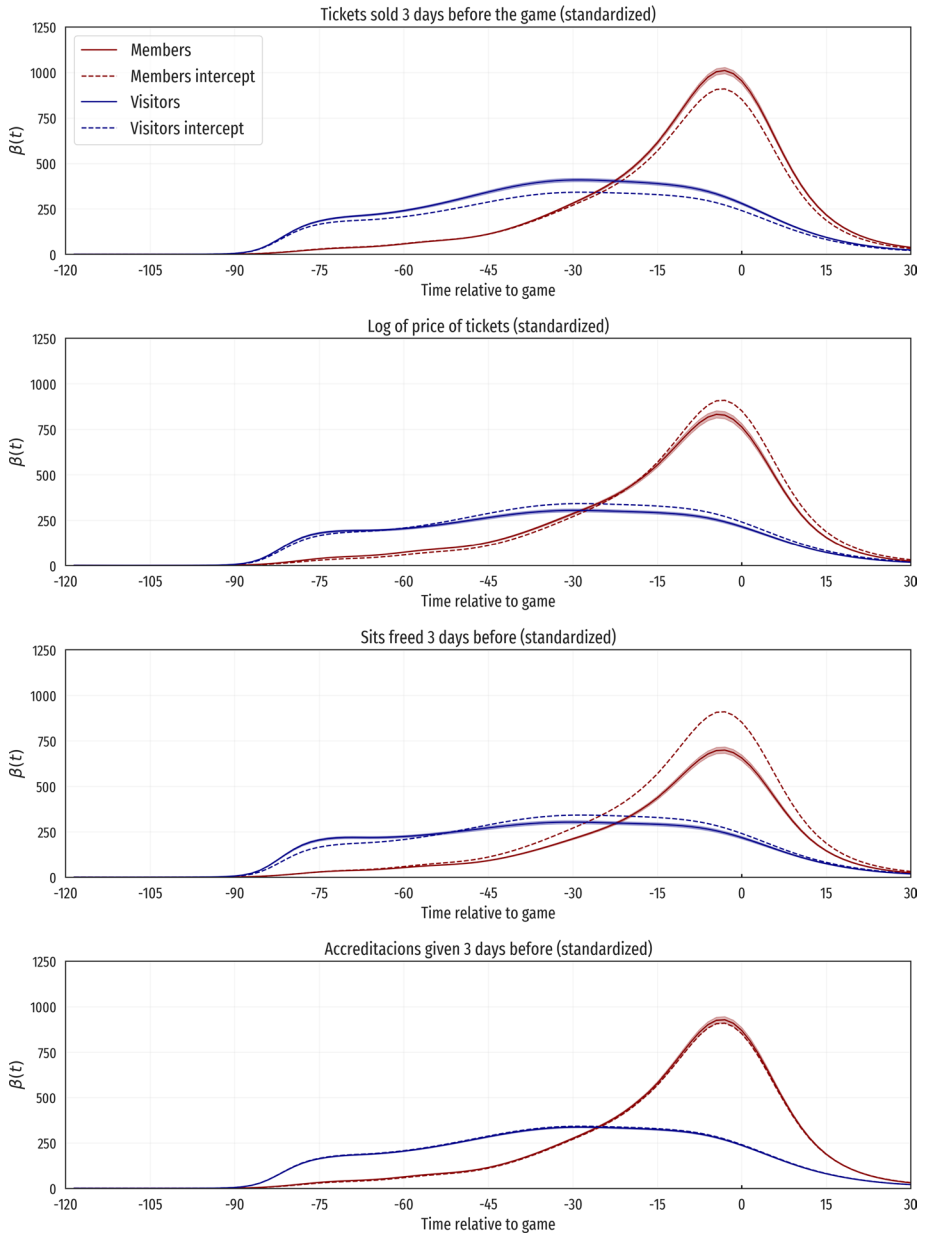 Tickets sold 3 days before the game (standardized)
1250
1000
750
500
250
0
β(t)
Members
Members intercept
Visitors
Visitors intercept
-120 -105 -90 -75 -60 -45 -30 -15 0 15 30
Time relative to game
Log of price of tickets (standardized)
1250
1000
750
500
250
0
β(t)
-120 -105 -90 -75 -60 -45 -30 -15 0 15 30
Time relative to game
Sits freed 3 days before (standardized)
1250
1000
750
500
250
0
β(t)
-120 -105 -90 -75 -60 -45 -30 -15 0 15 30
Time relative to game
Accreditacions given 3 days before (standardized)
1250
1000
750
500
250
0
β(t)
-120 -105 -90 -75 -60 -45 -30 -15 0 15 30
Time relative to game